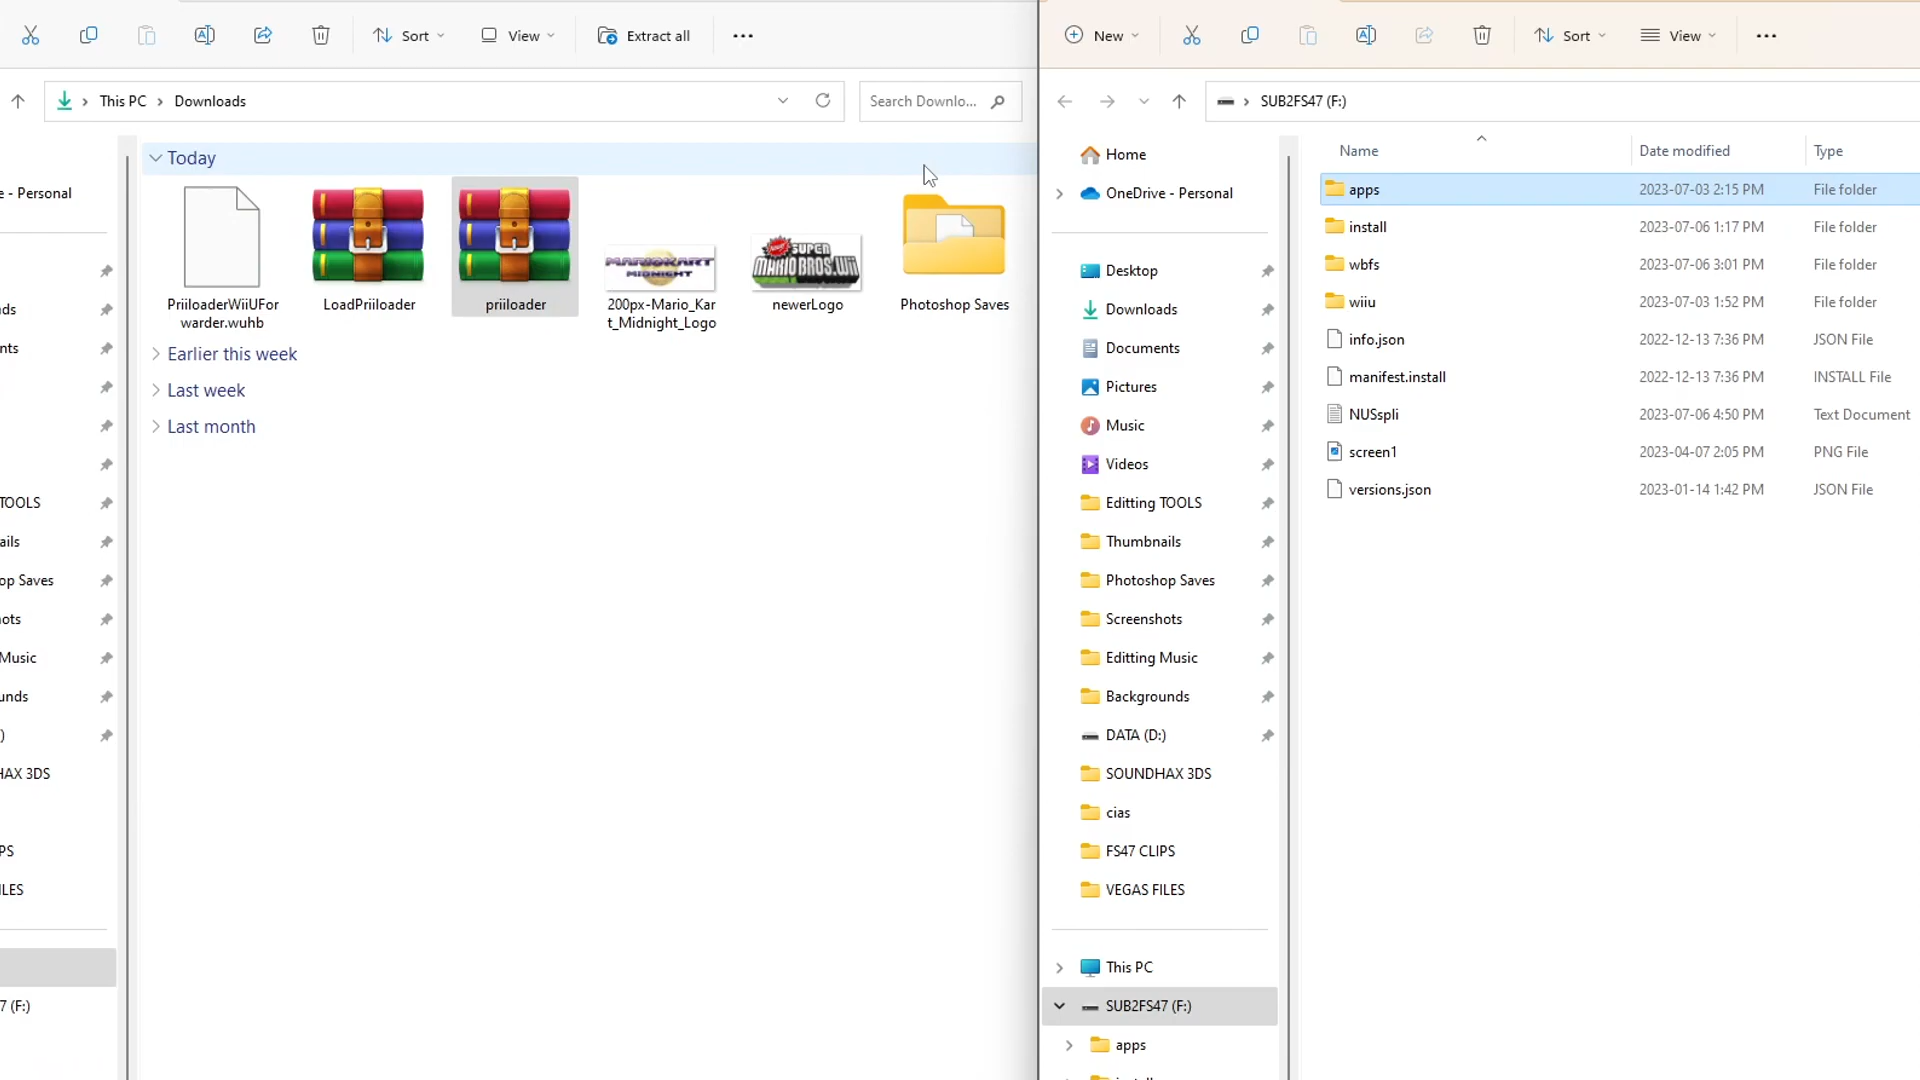 Sort
View
Extract all
This PC
Downloads
Search Downlo...
e - Personal
ds
nts
TOOLS
ails
op Saves
ots
Music
unds
)
HAX 3DS
PS
ILES
7 (F:)
Today
PriiloaderWiiUFor
warder.wuhb
LoadPriiloader
priiloader
MARIOKART
MIDNIGHT
200px-Mario_Kar
t_Midnight_Logo
Newer
SUPER
MARIO BROS.Wii
newerLogo
Photoshop Saves
Earlier this week
Last week
Last month
New
Sort
View
SUB2FS47 (F:)
Home
OneDrive - Personal
Desktop
Downloads
Documents
Pictures
Music
Videos
Editting TOOLS
Thumbnails
Photoshop Saves
Screenshots
Editting Music
Backgrounds
DATA (D:)
SOUNDHAX 3DS
cias
FS47 CLIPS
VEGAS FILES
This PC
SUB2FS47 (F:)
apps
Name Date modified Type
apps 2023-07-03 2:15 PM File folder
install 2023-07-06 1:17 PM File folder
wbfs 2023-07-06 3:01 PM File folder
wiiu 2023-07-03 1:52 PM File folder
info.json 2022-12-13 7:36 PM JSON File
manifest.install 2022-12-13 7:36 PM INSTALL File
NUSspli 2023-07-06 4:50 PM Text Document
screen1 2023-04-07 2:05 PM PNG File
versions.json 2023-01-14 1:42 PM JSON File